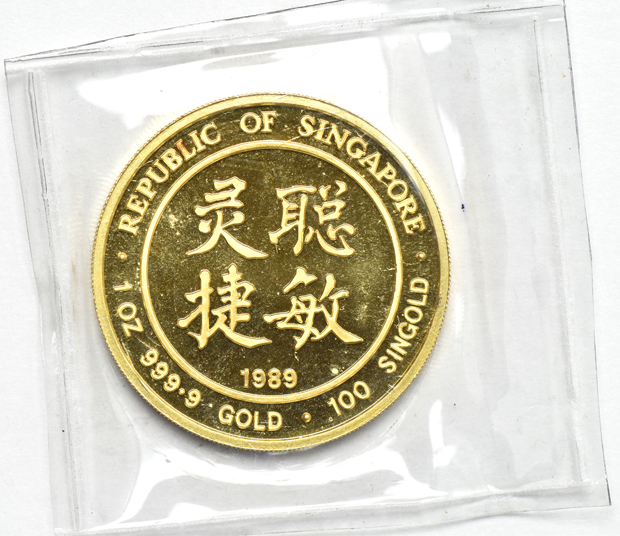 · REPUBLIC OF SINGAPORE ·
灵聪
捷敏
1989
1 OZ 999·9 GOLD · 100 SINGOLD